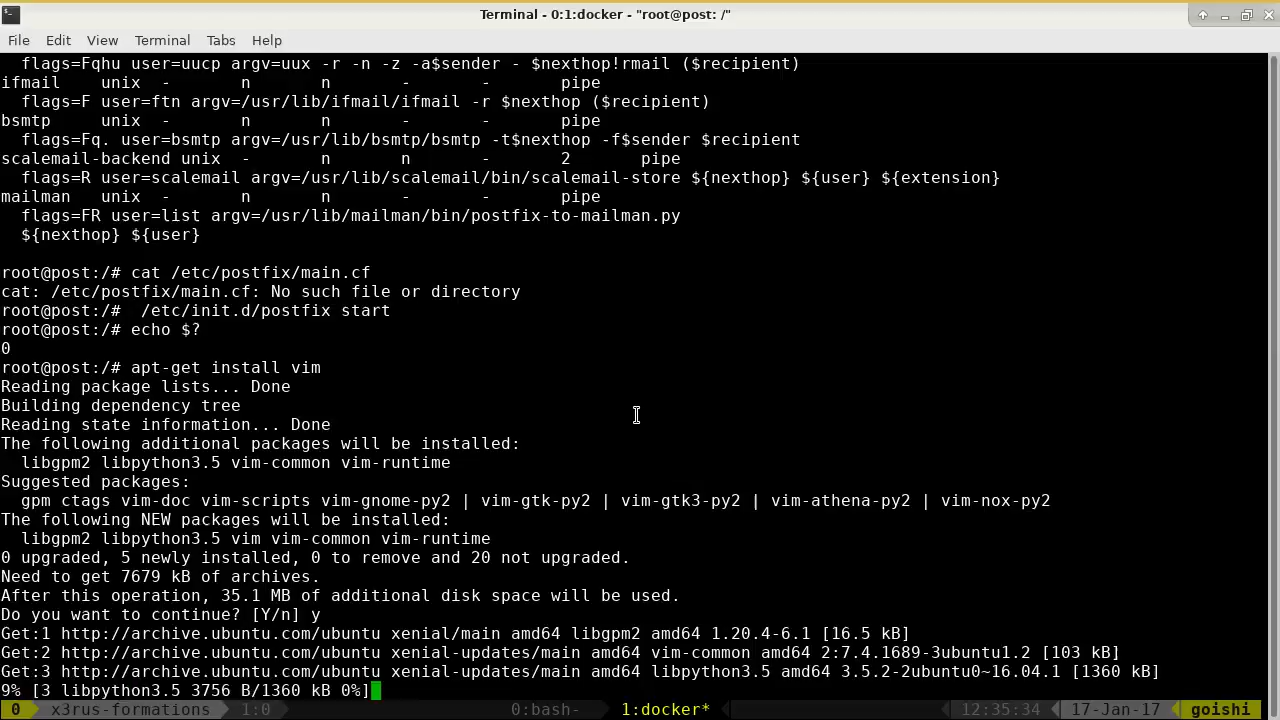 Terminal - 0:1:docker - "root@post: /"
File Edit View Terminal Tabs Help
flags=Fqhu user=uucp argv=uux -r -n -z -a$sender - $nexthop!rmail ($recipient)
ifmail    unix  -       n       n       -       -       pipe
  flags=F user=ftn argv=/usr/lib/ifmail/ifmail -r $nexthop ($recipient)
bsmtp     unix  -       n       n       -       -       pipe
  flags=Fq. user=bsmtp argv=/usr/lib/bsmtp/bsmtp -t$nexthop -f$sender $recipient
scalemail-backend unix  -       n       n       -       2       pipe
  flags=R user=scalemail argv=/usr/lib/scalemail/bin/scalemail-store ${nexthop} ${user} ${extension}
mailman   unix  -       n       n       -       -       pipe
  flags=FR user=list argv=/usr/lib/mailman/bin/postfix-to-mailman.py
  ${nexthop} ${user}
root@post:/# cat /etc/postfix/main.cf
cat: /etc/postfix/main.cf: No such file or directory
root@post:/#  /etc/init.d/postfix start
root@post:/# echo $?
0
root@post:/# apt-get install vim
Reading package lists... Done
Building dependency tree
Reading state information... Done
The following additional packages will be installed:
  libgpm2 libpython3.5 vim-common vim-runtime
Suggested packages:
  gpm ctags vim-doc vim-scripts vim-gnome-py2 | vim-gtk-py2 | vim-gtk3-py2 | vim-athena-py2 | vim-nox-py2
The following NEW packages will be installed:
  libgpm2 libpython3.5 vim vim-common vim-runtime
0 upgraded, 5 newly installed, 0 to remove and 20 not upgraded.
Need to get 7679 kB of archives.
After this operation, 35.1 MB of additional disk space will be used.
Do you want to continue? [Y/n] y
Get:1 http://archive.ubuntu.com/ubuntu xenial/main amd64 libgpm2 amd64 1.20.4-6.1 [16.5 kB]
Get:2 http://archive.ubuntu.com/ubuntu xenial-updates/main amd64 vim-common amd64 2:7.4.1689-3ubuntu1.2 [103 kB]
Get:3 http://archive.ubuntu.com/ubuntu xenial-updates/main amd64 libpython3.5 amd64 3.5.2-2ubuntu0~16.04.1 [1360 kB]
9% [3 libpython3.5 3756 B/1360 kB 0%]
0 x3rus-formations 1:0 0:bash- 1:docker* 12:35:34 17-Jan-17 goishi